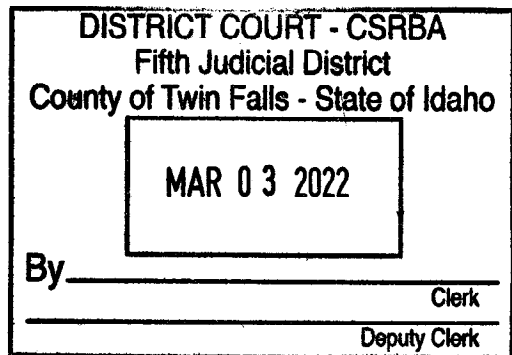 DISTRICT COURT - CSRBA
Fifth Judicial District
County of Twin Falls - State of Idaho
MAR 03 2022
By
Clerk
Deputy Clerk